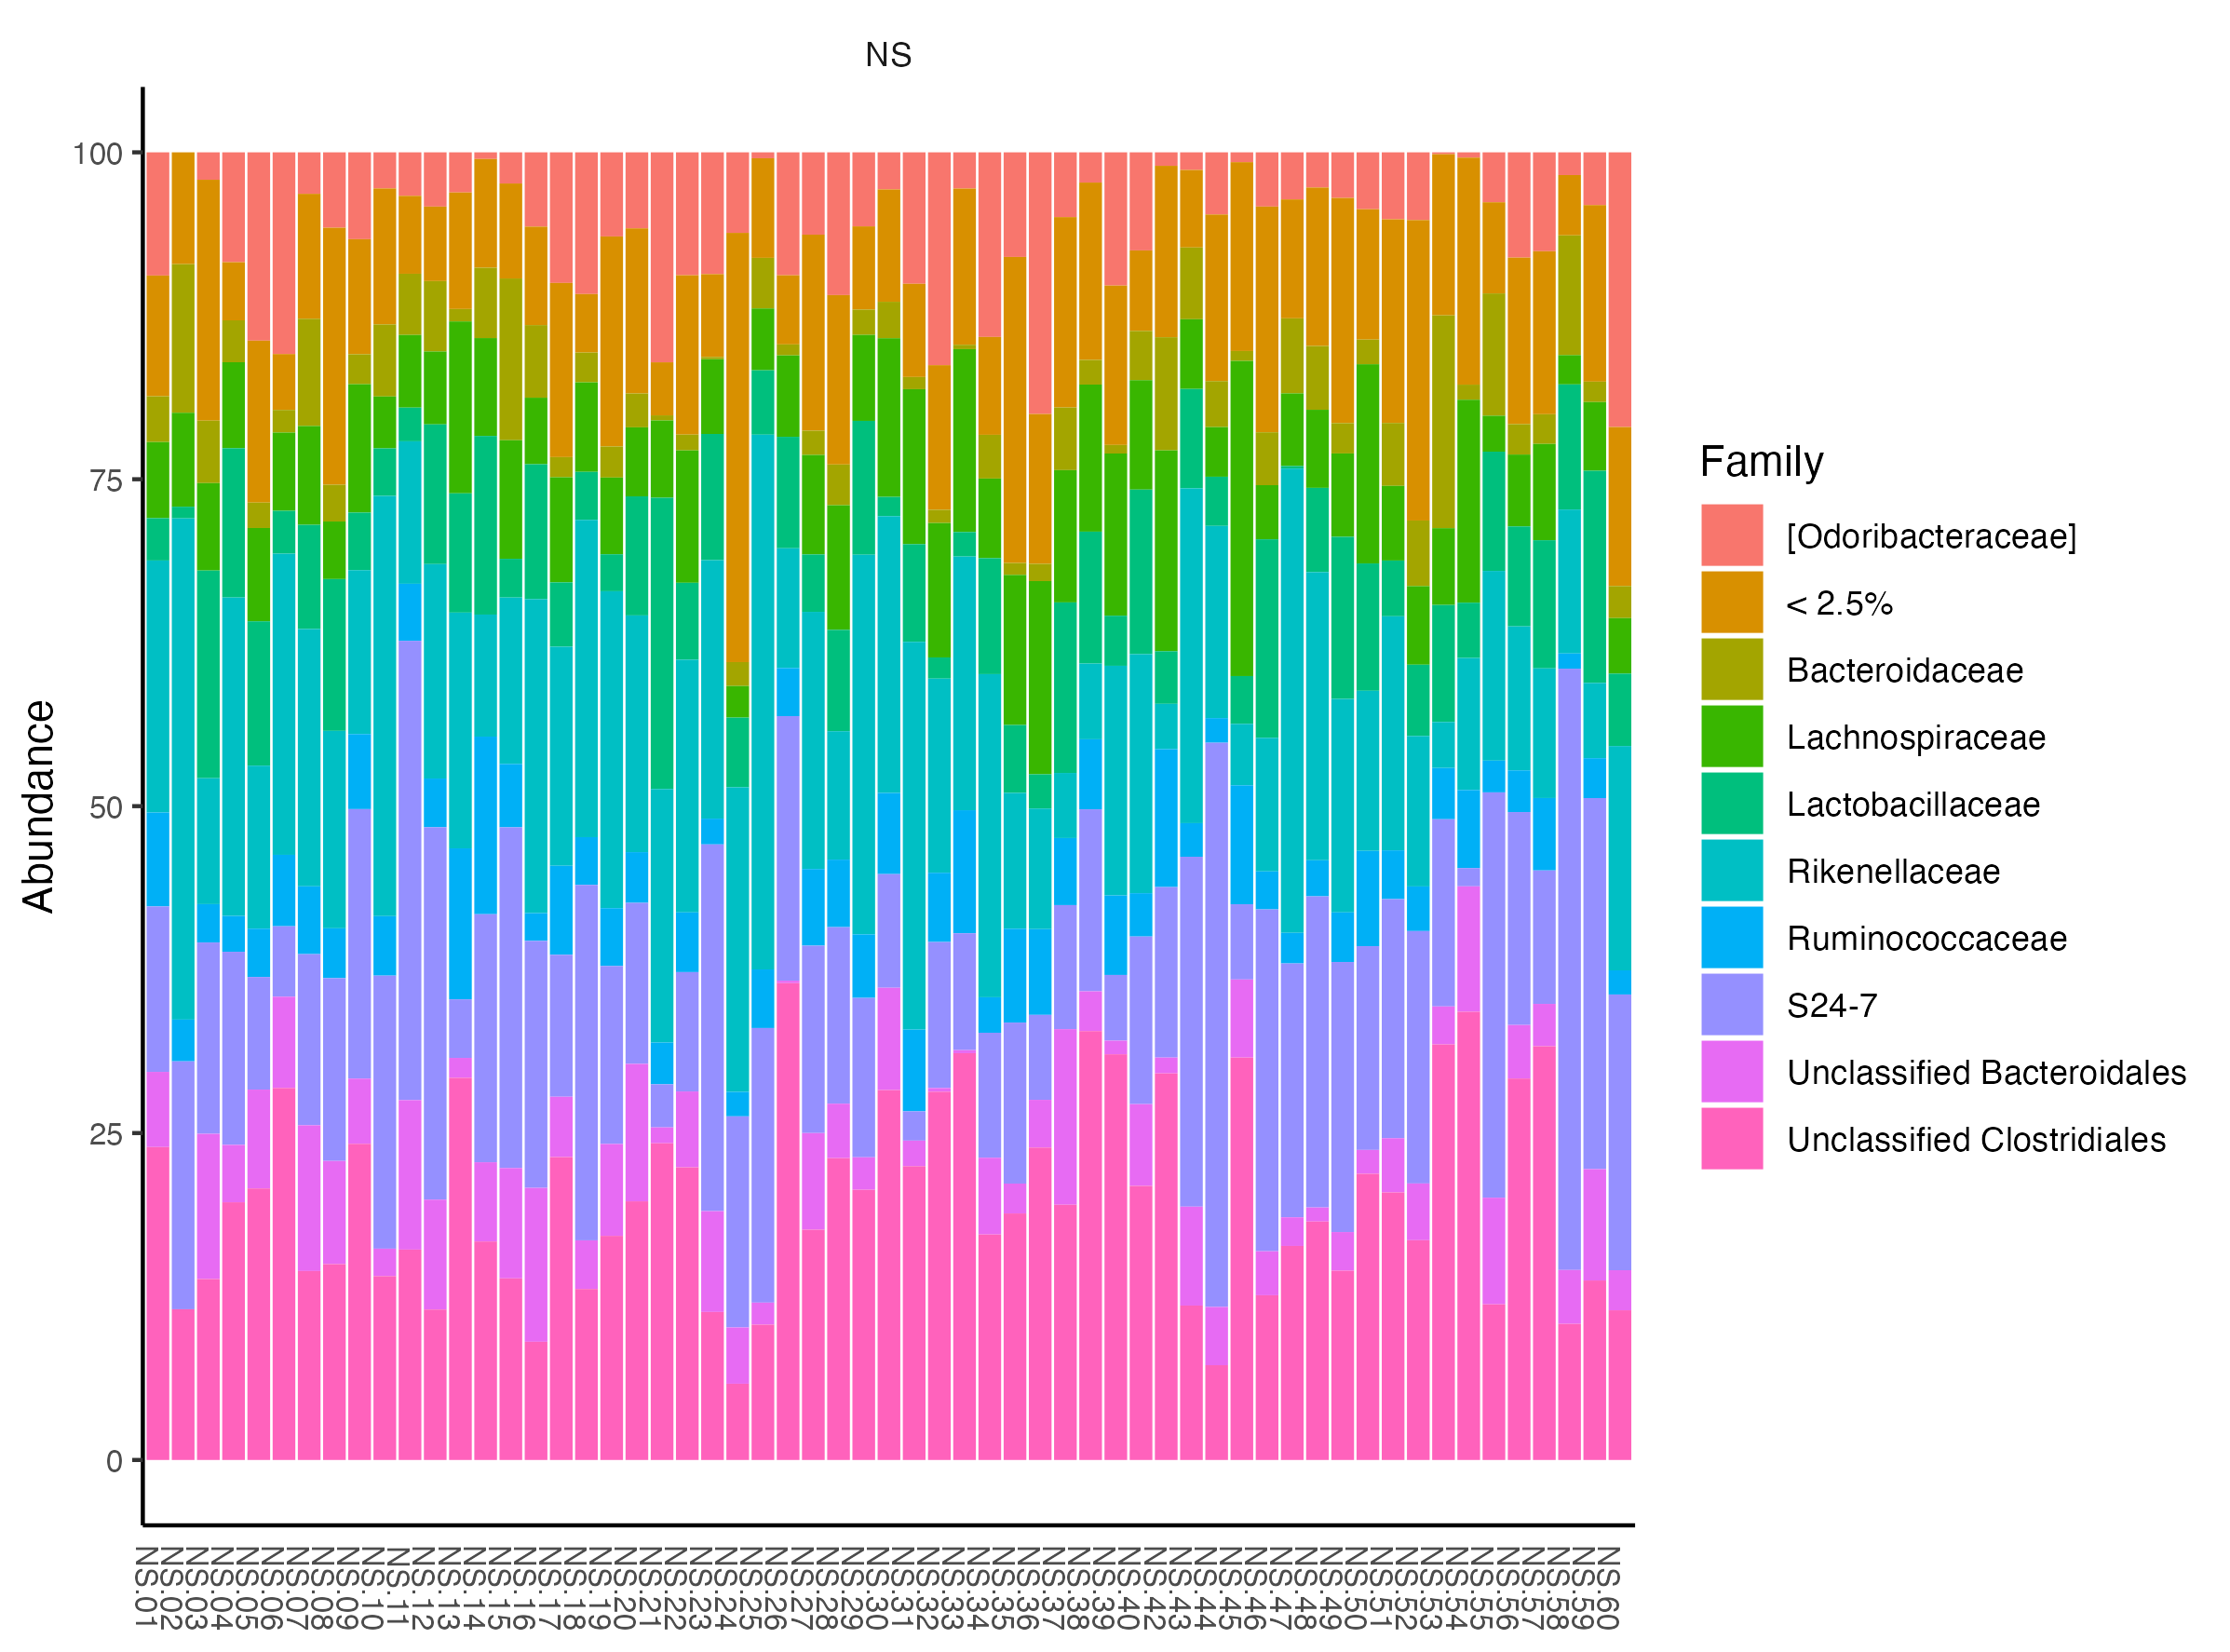 NS
100
75
50
25
0
Abundance
NS.01
NS.02
NS.03
NS.04
NS.05
NS.06
NS.07
NS.08
NS.09
NS.10
NS.11
NS.12
NS.13
NS.14
NS.15
NS.16
NS.17
NS.18
NS.19
NS.20
NS.21
NS.22
NS.23
NS.24
NS.25
NS.26
NS.27
NS.28
NS.29
NS.30
NS.31
NS.32
NS.33
NS.34
NS.35
NS.36
NS.37
NS.38
NS.39
NS.40
NS.42
NS.43
NS.44
NS.45
NS.46
NS.47
NS.48
NS.49
NS.50
NS.51
NS.52
NS.53
NS.54
NS.55
NS.56
NS.57
NS.58
NS.59
NS.60
Family
[Odoribacteraceae]
< 2.5%
Bacteroidaceae
Lachnospiraceae
Lactobacillaceae
Rikenellaceae
Ruminococcaceae
S24-7
Unclassified Bacteroidales
Unclassified Clostridiales